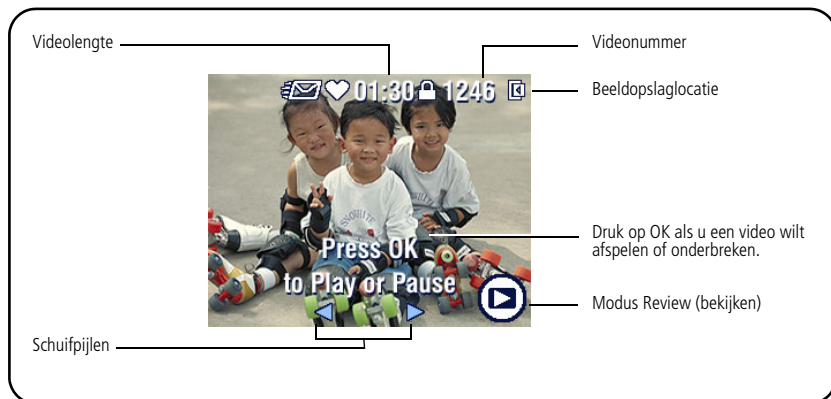 Videolengte
Videonummer
01:30 1246
Beeldopslaglocatie
Druk op OK als u een video wilt
afspelen of onderbreken.
Press OK
to Play or Pause
Modus Review (bekijken)
Schuifpijlen